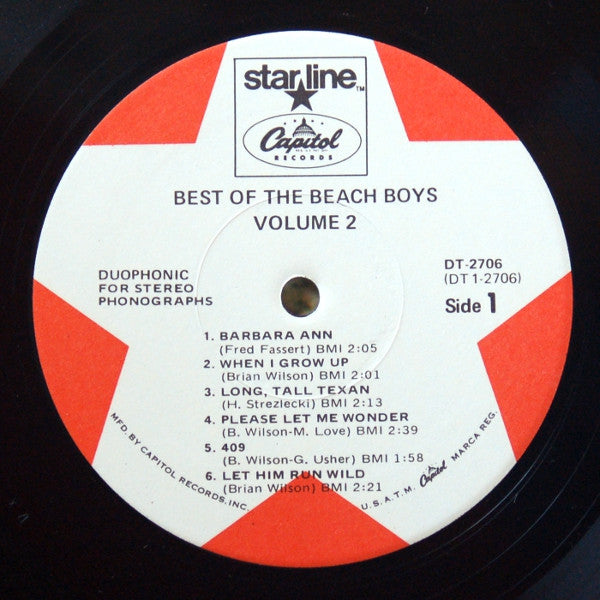 starline™
Capitol
RECORDS
BEST OF THE BEACH BOYS
VOLUME 2
DUOPHONIC
FOR STEREO
PHONOGRAPHS
DT-2706
(DT1-2706)
Side 1
1. BARBARA ANN
(Fred Fassert) BMI 2:05
2. WHEN I GROW UP
(Brian Wilson) BMI 2:01
3. LONG, TALL TEXAN
(H. Strezlecki) BMI 2:13
4. PLEASE LET ME WONDER
(B. Wilson-M. Love) BMI 2:39
5. 409
(B. Wilson-G. Usher) BMI 1:58
6. LET HIM RUN WILD
(Brian Wilson) BMI 2:21
MFD. BY CAPITOL RECORDS, INC.
U.S.A. T.M. Capitol MARCA REG.